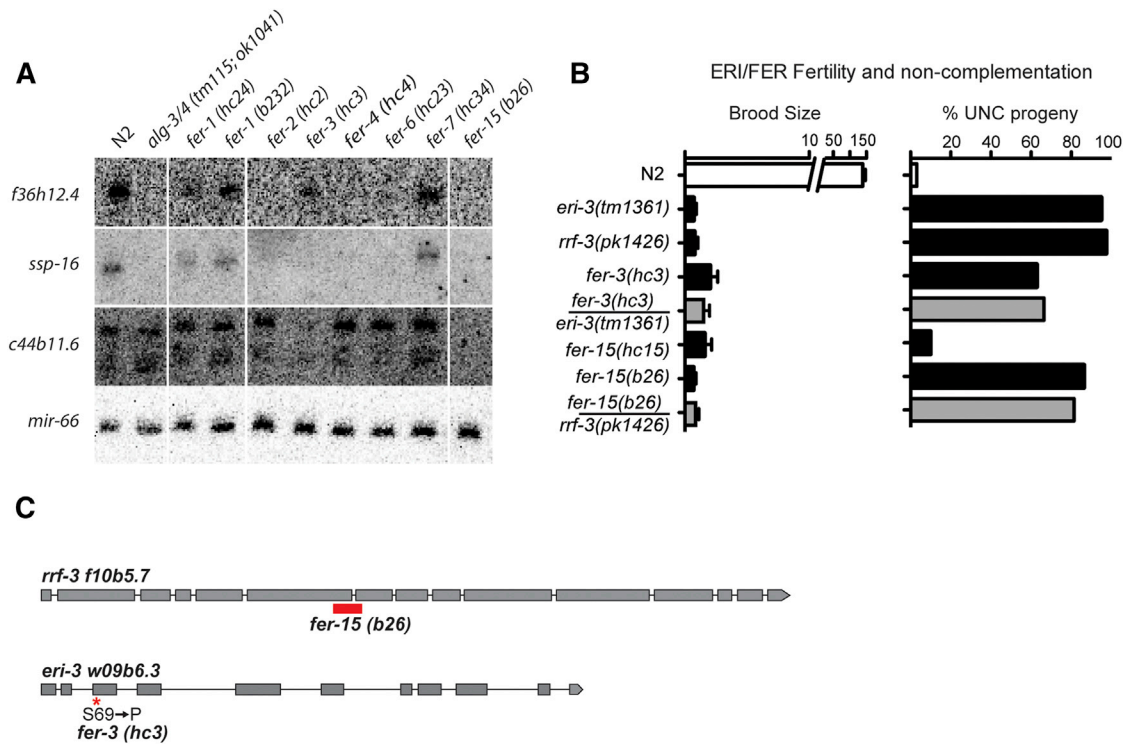 A
N2
alg-3/4 (tm115; ok1041)
fer-1 (hc24)
fer-1 (b232)
fer-2 (hc2)
fer-3 (hc3)
fer-4 (hc4)
fer-6 (hc23)
fer-7 (hc34)
fer-15 (b26)
f36h12.4
ssp-16
c44b11.6
mir-66
B
ERI/FER Fertility and non-complementation
Brood Size
% UNC progeny
10 50 150
20 40 60 80 100
N2
eri-3(tm1361)
rrf-3(pk1426)
fer-3(hc3)
fer-3(hc3)
eri-3(tm1361)
fer-15(hc15)
fer-15(b26)
fer-15(b26)
rrf-3(pk1426)
C
rrf-3 f10b5.7
fer-15 (b26)
eri-3 w09b6.3
*
S69→P
fer-3 (hc3)